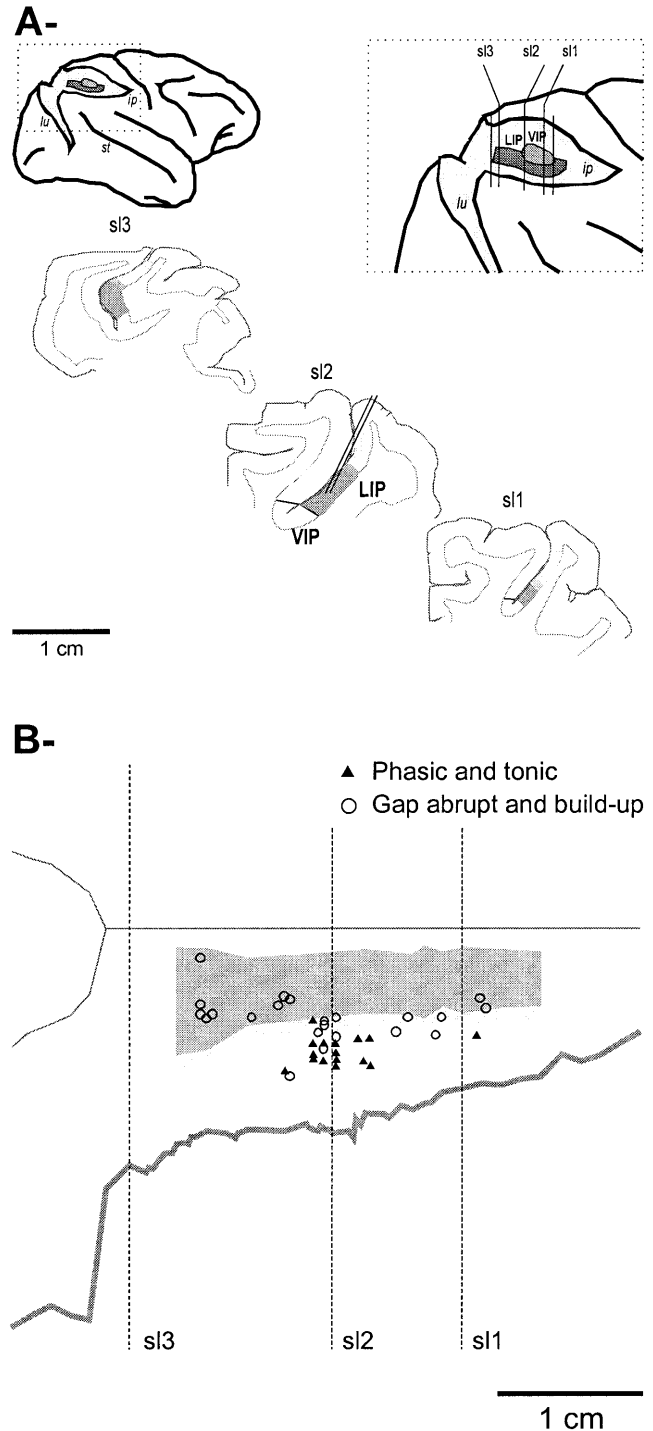 A-
sl3 sl2 sl1
LIP VIP
ip
lu
ip
lu
st
sl3
sl2
LIP
VIP
sl1
1 cm
B-
Phasic and tonic
Gap abrupt and build-up
sl3 sl2 sl1
1 cm